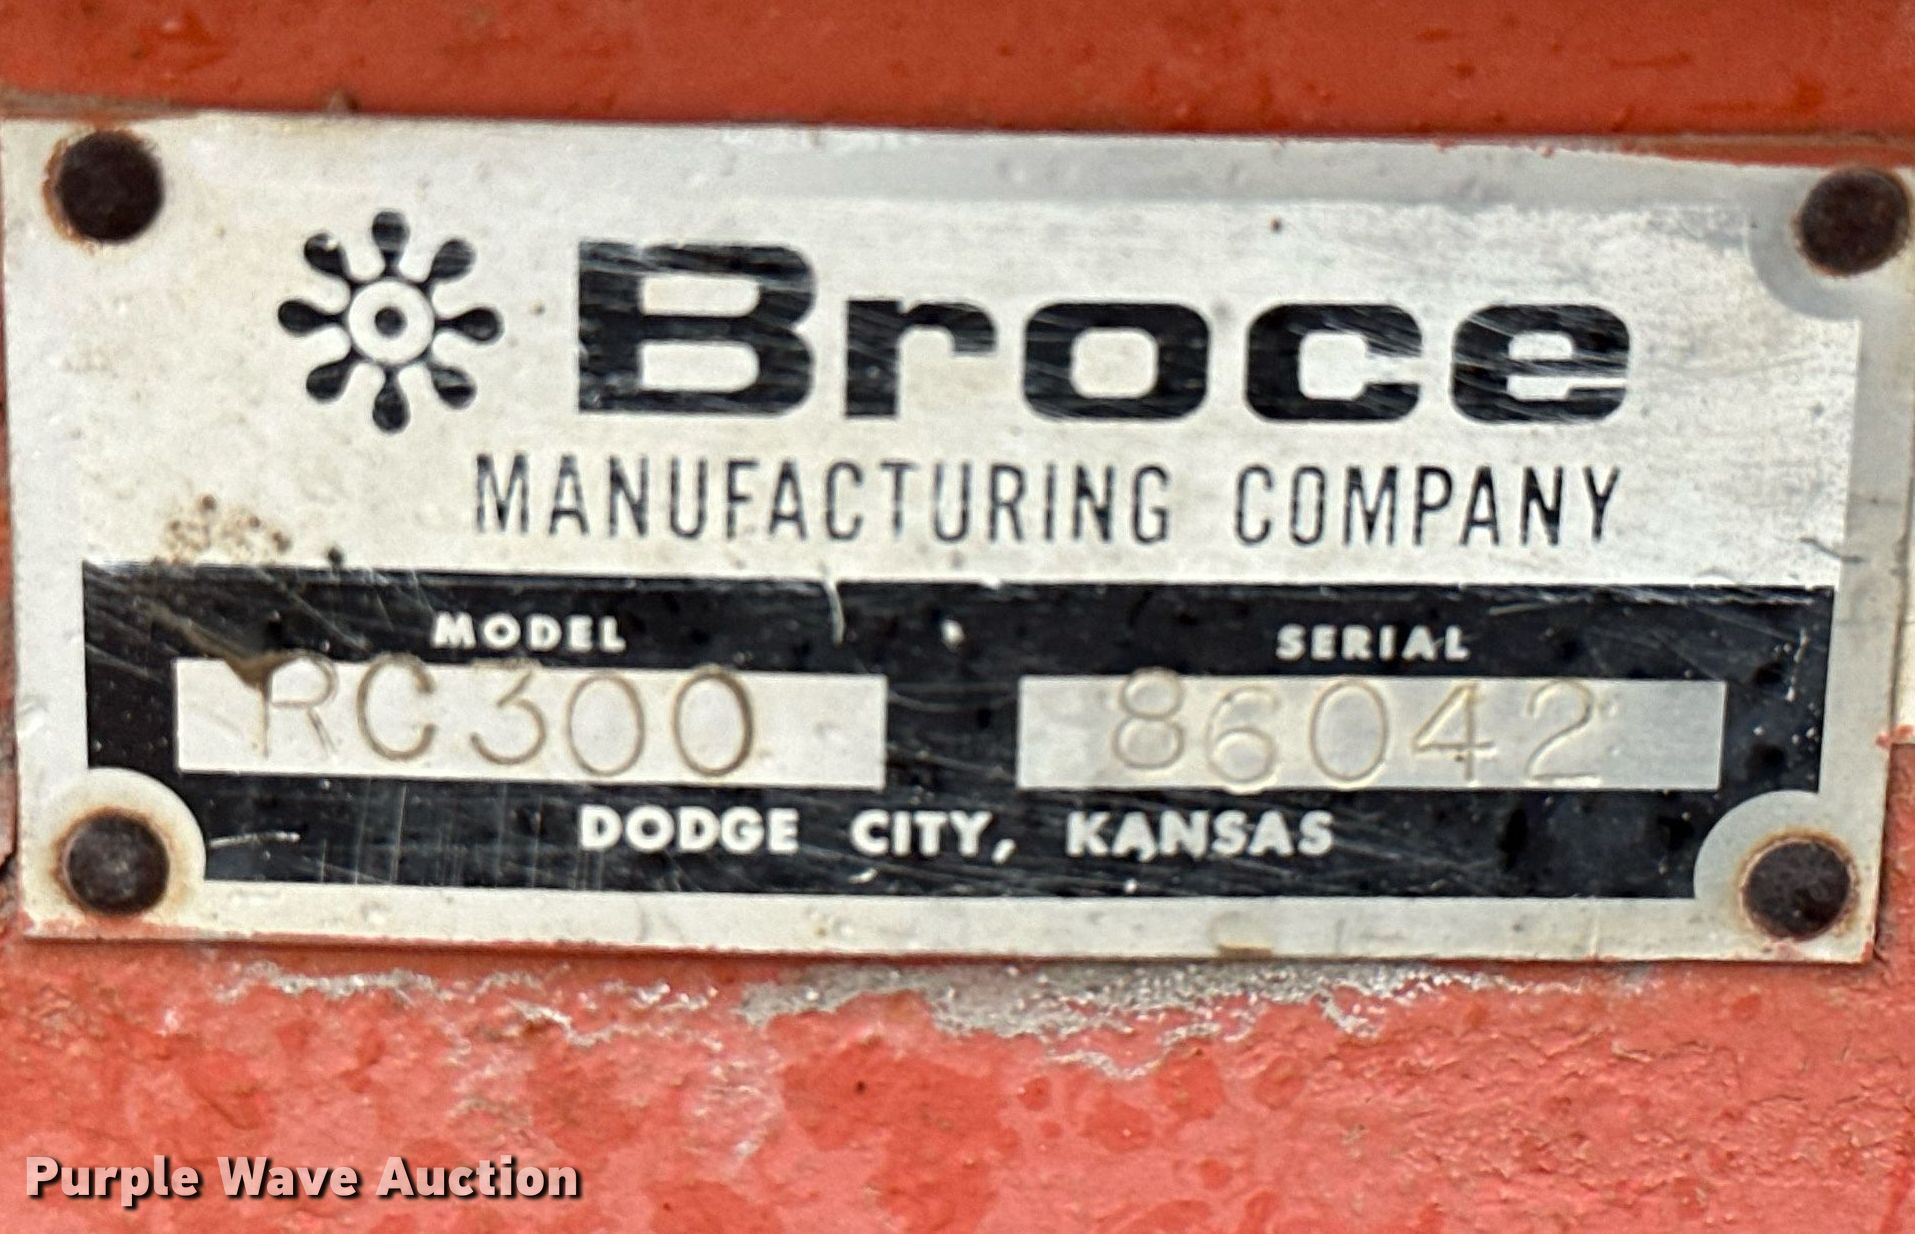 Broce
MANUFACTURING COMPANY
MODEL SERIAL
RC300 86042
DODGE CITY, KANSAS
Purple Wave Auction